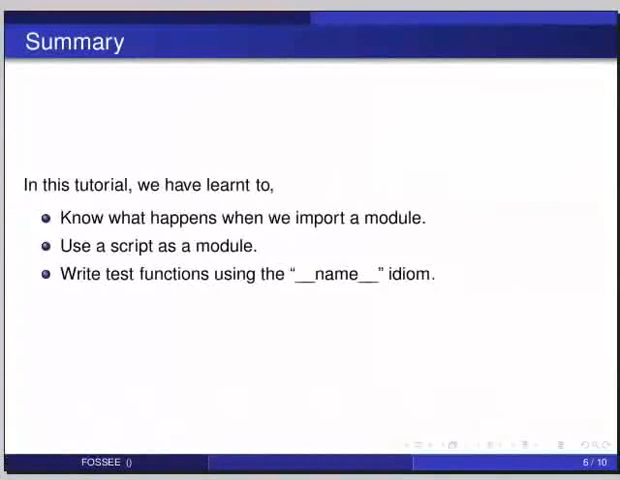 Summary
In this tutorial, we have learnt to,
Know what happens when we import a module.
Use a script as a module.
Write test functions using the “__name__” idiom.
FOSSEE ()
6 / 10